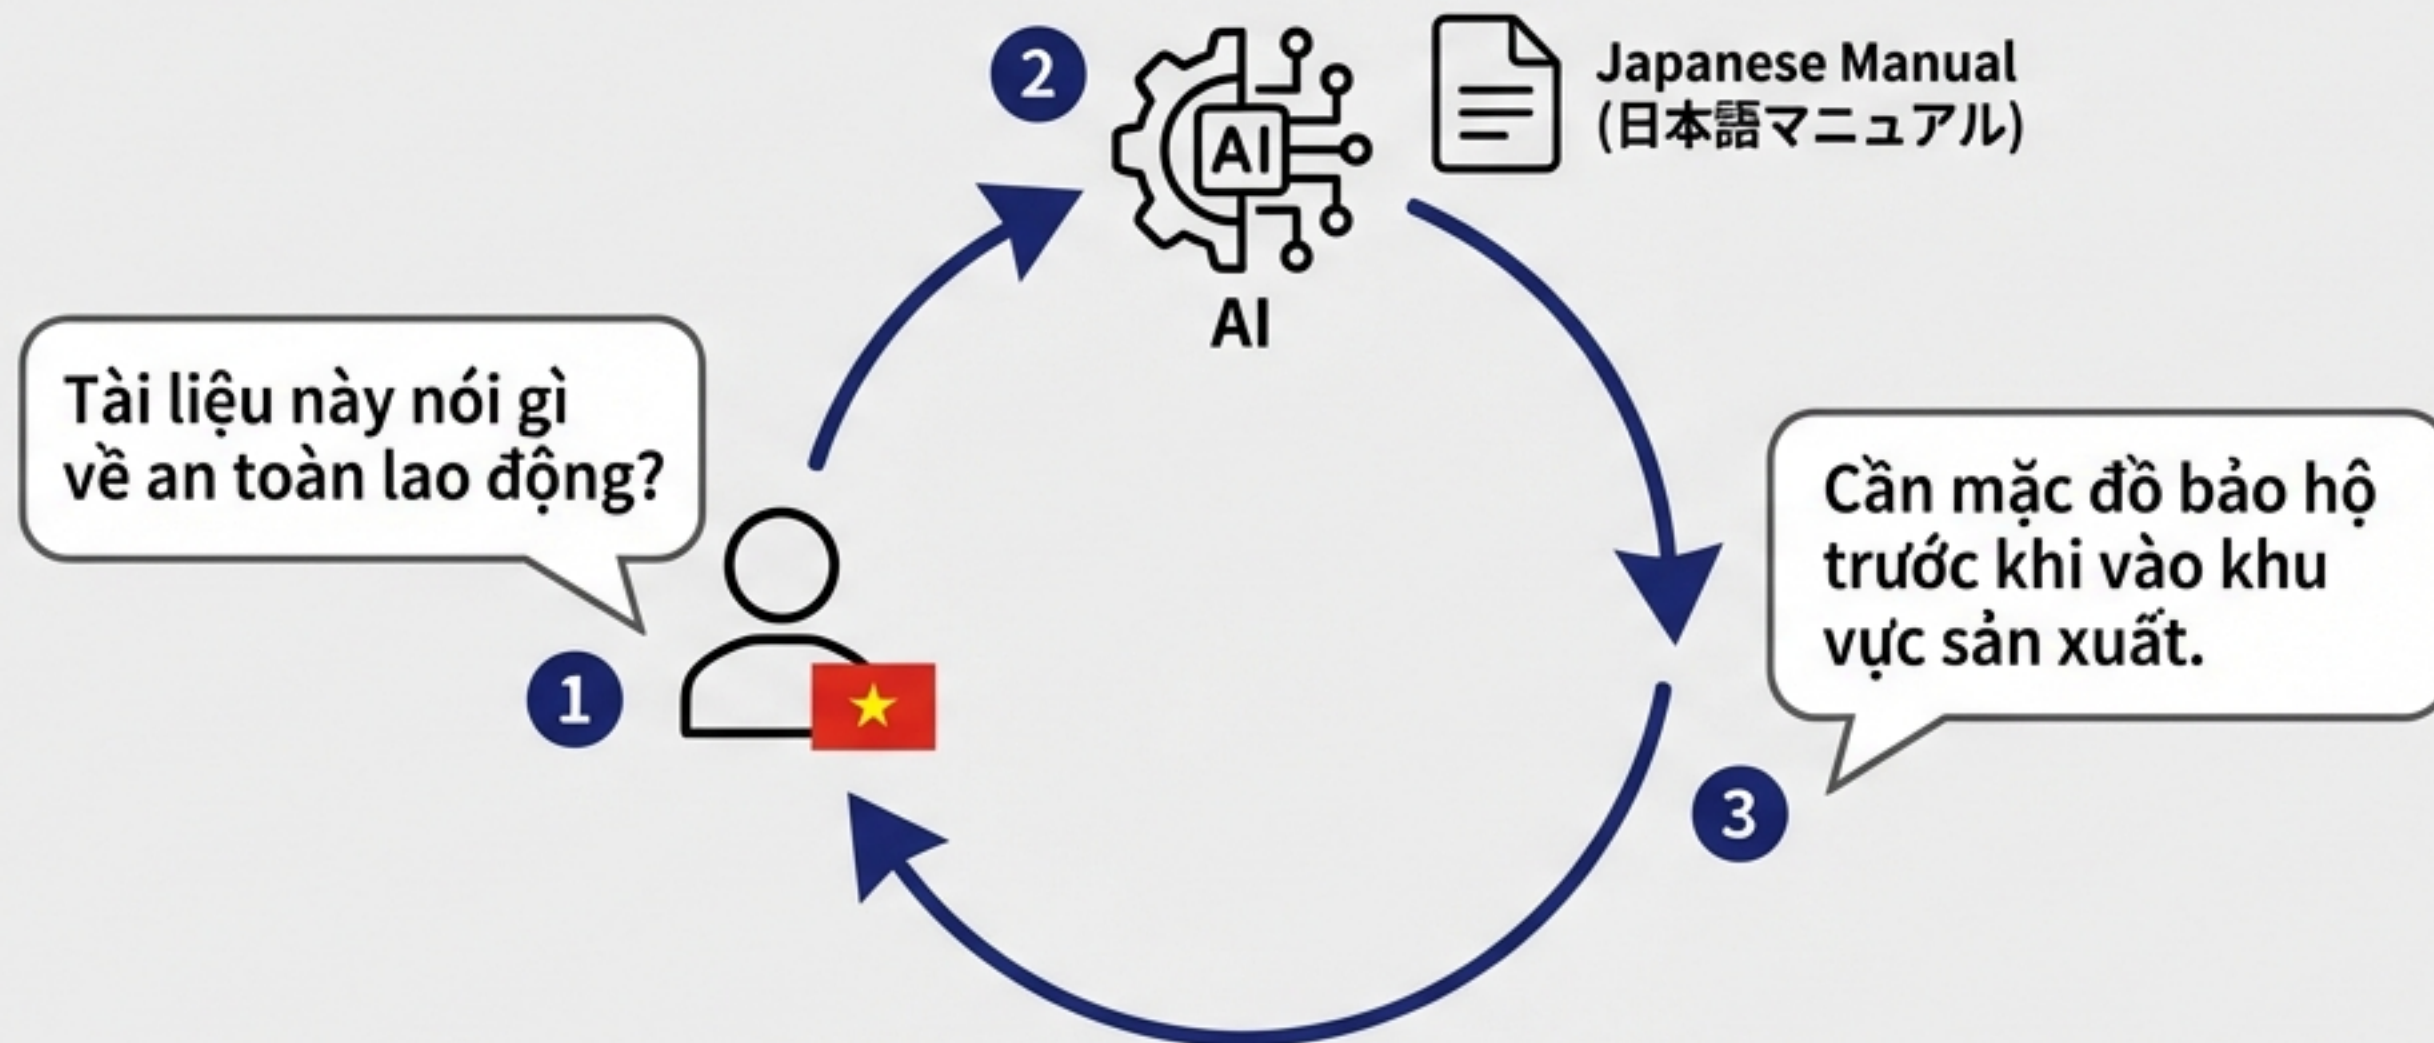 2
AI
Japanese Manual
(日本語マニュアル)
AI
Tài liệu này nói gì
về an toàn lao động?
1
Cần mặc đồ bảo hộ
trước khi vào khu
vực sản xuất.
3